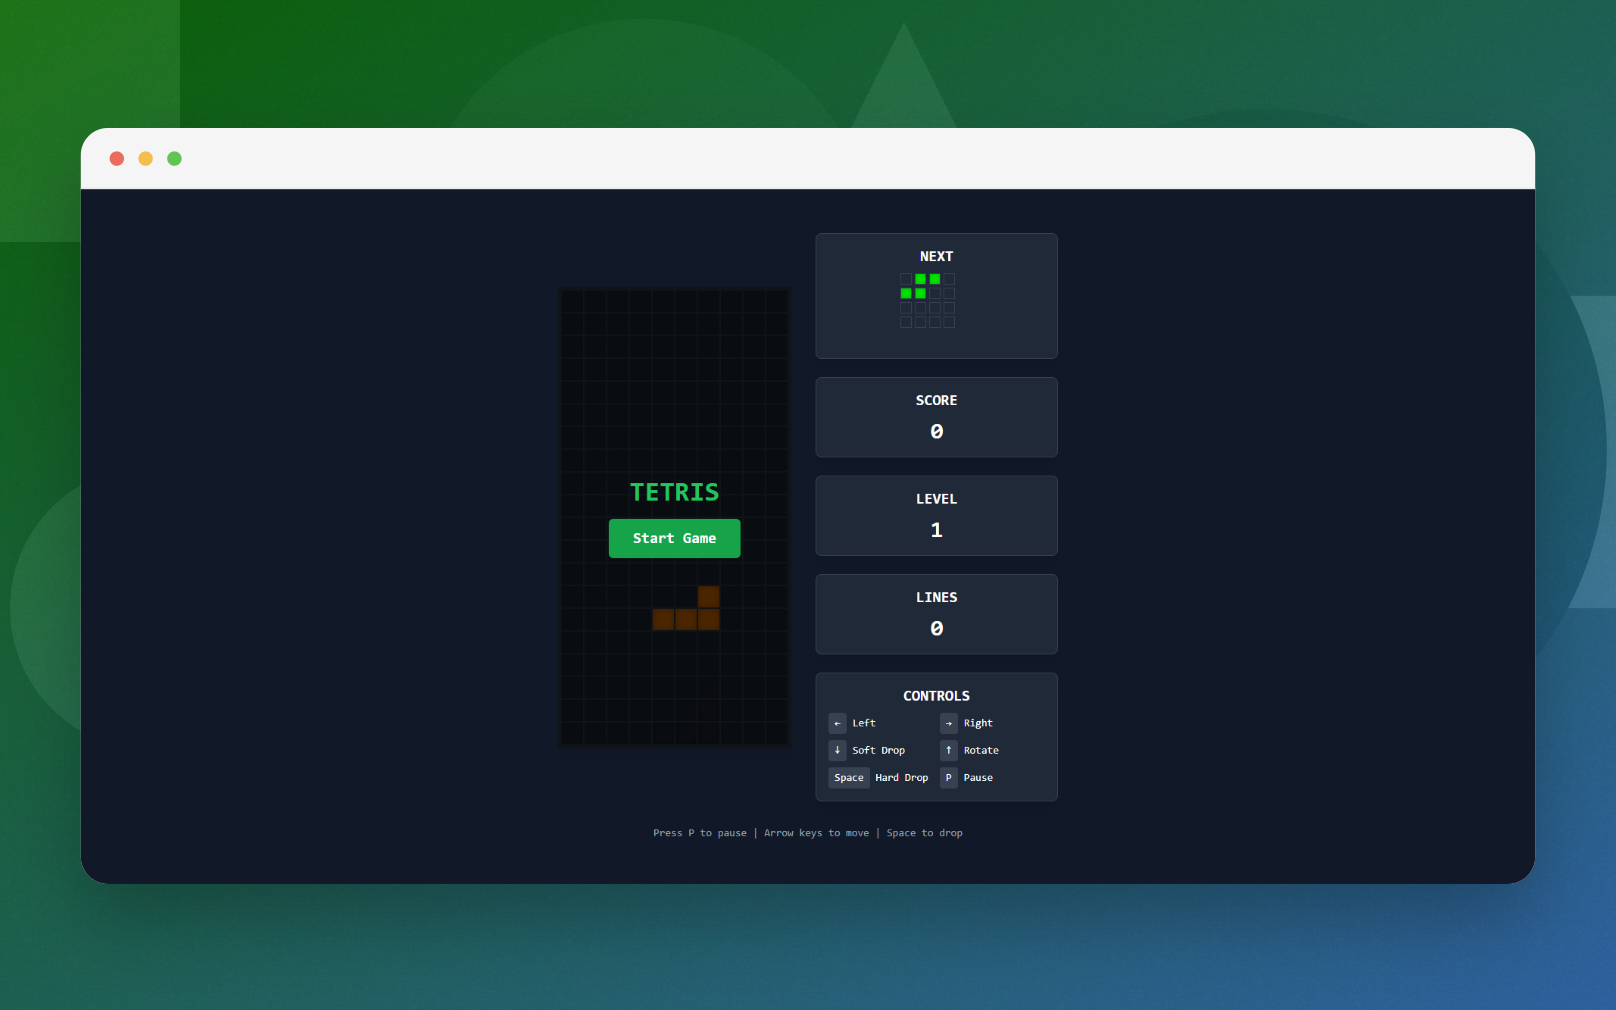 NEXT
SCORE
0
TETRIS
Start Game
LEVEL
1
LINES
0
CONTROLS
← Left → Right
↓ Soft Drop ↑ Rotate
Space Hard Drop P Pause
Press P to pause | Arrow keys to move | Space to drop